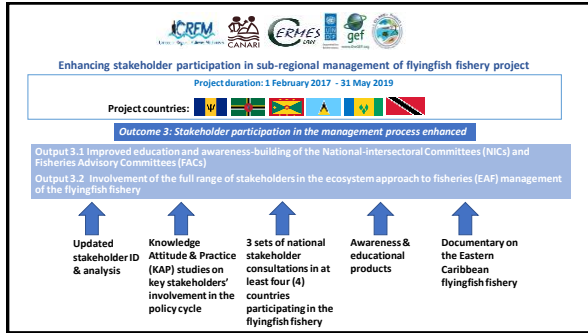 CRFM
CANARI
CERMES
UWI
gef
Enhancing stakeholder participation in sub-regional management of flyingfish fishery project
Project duration: 1 February 2017 - 31 May 2019
Project countries:
Outcome 3: Stakeholder participation in the management process enhanced
Output 3.1 Improved education and awareness-building of the National-intersectoral Committees (NICs) and
Fisheries Advisory Committees (FACs)
Output 3.2 Involvement of the full range of stakeholders in the ecosystem approach to fisheries (EAF) management
of the flyingfish fishery
Updated
stakeholder ID
& analysis
Knowledge
Attitude & Practice
(KAP) studies on
key stakeholders'
involvement in the
policy cycle
3 sets of national
stakeholder
consultations in at
least four (4)
countries
participating in the
flyingfish fishery
Awareness &
educational
products
Documentary on
the Eastern
Caribbean
flyingfish fishery